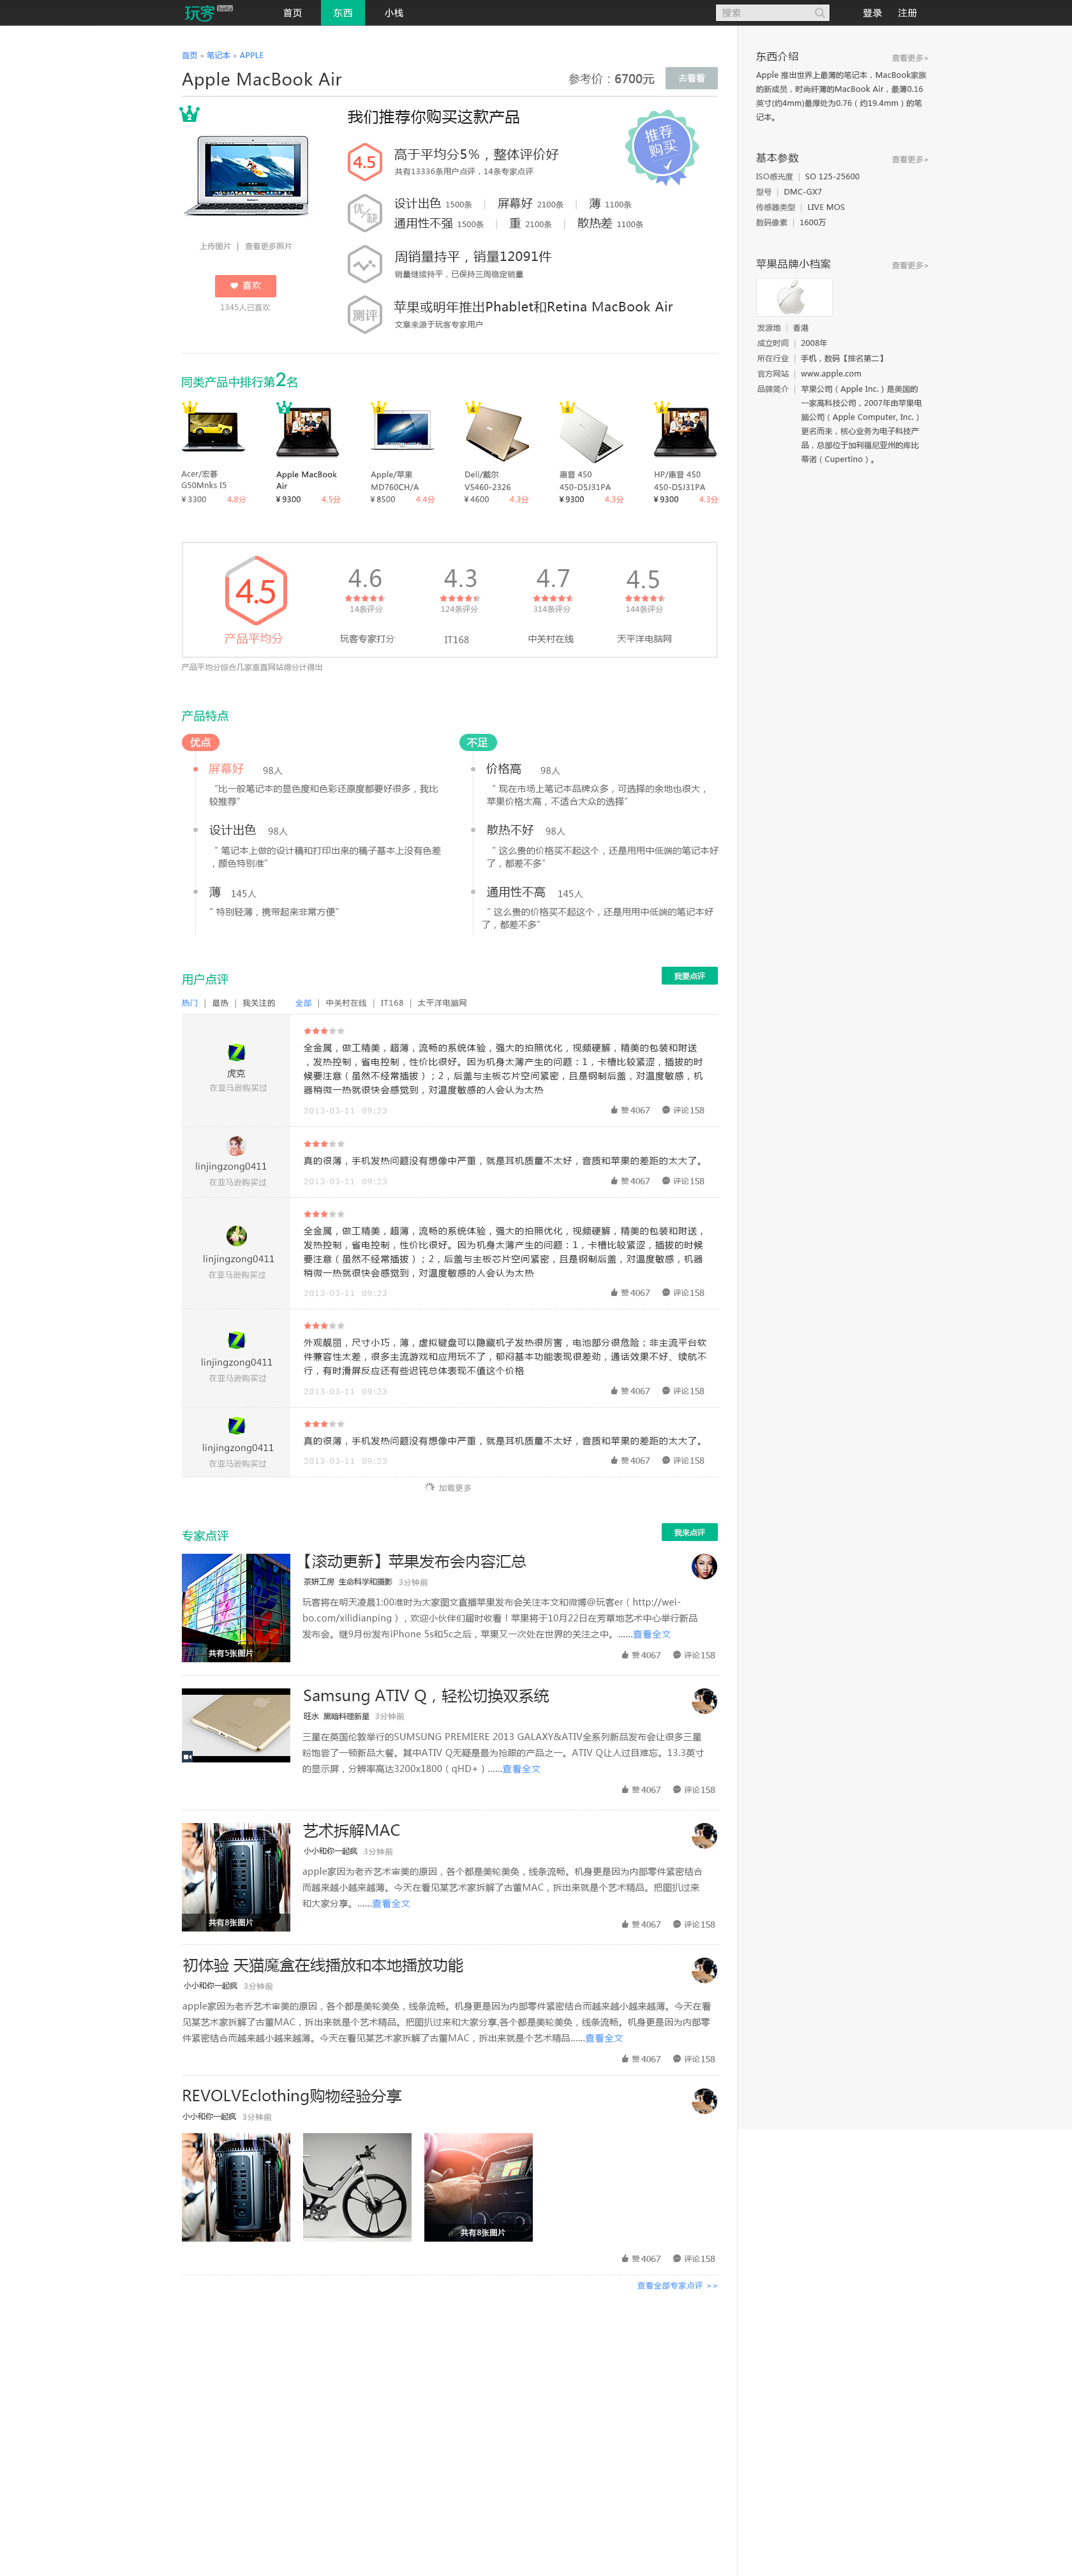 玩客 beta 首页 东西 小栈 搜索 登录 注册
首页 » 笔记本 » APPLE
Apple MacBook Air 参考价：6700元 去看看
2
我们推荐你购买这款产品
推荐
购买
4.5 高于平均分5%，整体评价好
共有13336条用户点评，14条专家点评
优 缺
设计出色 1500条 | 屏幕好 2100条 | 薄 1100条
通用性不强 1500条 | 重 2100条 | 散热差 1100条
周销量持平，销量12091件
销量继续持平，已保持三周稳定销量
测评 苹果或明年推出Phablet和Retina MacBook Air
文章来源于玩客专家用户
上传图片 | 查看更多照片
喜欢
1345人已喜欢
同类产品中排行第2名
1 2 3 4 5 6
Acer/宏碁
G50Mnks I5
¥ 3300 4.8分
Apple MacBook
Air
¥ 9300 4.5分
Apple/苹果
MD760CH/A
¥ 8500 4.4分
Dell/戴尔
V5460-2326
¥ 4600 4.3分
惠普 450
450-D5J31PA
¥ 9300 4.3分
HP/惠普 450
450-D5J31PA
¥ 9300 4.3分
4.5
产品平均分
4.6
14条评分
玩客专家打分
4.3
124条评分
IT168
4.7
314条评分
中关村在线
4.5
144条评分
天平洋电脑网
产品平均分综合几家垂直网站得分计得出
产品特点
优点
屏幕好 98人
“比一般笔记本的显色度和色彩还原度都要好很多，我比
较推荐”
设计出色 98人
“ 笔记本上做的设计稿和打印出来的稿子基本上没有色差
，颜色特别准”
薄 145人
“ 特别轻薄，携带起来非常方便”
不足
价格高 98人
“ 现在市场上笔记本品牌众多，可选择的余地也很大，
苹果价格太高，不适合大众的选择”
散热不好 98人
“ 这么贵的价格买不起这个，还是用用中低端的笔记本好
了，都差不多”
通用性不高 145人
“ 这么贵的价格买不起这个，还是用用中低端的笔记本好
了，都差不多”
用户点评 我要点评
热门 | 最热 | 我关注的 全部 | 中关村在线 | IT168 | 太平洋电脑网
虎克
在亚马逊购买过
全金属，做工精美，超薄，流畅的系统体验，强大的拍照优化，视频硬解，精美的包装和附送
，发热控制，省电控制，性价比很好。因为机身太薄产生的问题：1，卡槽比较紧涩，插拔的时
候要注意（虽然不经常插拔）；2，后盖与主板芯片空间紧密，且是钢制后盖，对温度敏感，机
器稍微一热就很快会感觉到，对温度敏感的人会认为太热
2013-03-11 09:23 赞4067 评论158
linjingzong0411
在亚马逊购买过
真的很薄，手机发热问题没有想像中严重，就是耳机质量不太好，音质和苹果的差距的太大了。
2013-03-11 09:23 赞4067 评论158
linjingzong0411
在亚马逊购买过
全金属，做工精美，超薄，流畅的系统体验，强大的拍照优化，视频硬解，精美的包装和附送，
发热控制，省电控制，性价比很好。因为机身太薄产生的问题：1，卡槽比较紧涩，插拔的时候
要注意（虽然不经常插拔）；2，后盖与主板芯片空间紧密，且是钢制后盖，对温度敏感，机器
稍微一热就很快会感觉到，对温度敏感的人会认为太热
2013-03-11 09:23 赞4067 评论158
linjingzong0411
在亚马逊购买过
外观靓丽，尺寸小巧，薄，虚拟键盘可以隐藏机子发热很厉害，电池部分很危险；非主流平台软
件兼容性太差，很多主流游戏和应用玩不了，郁闷基本功能表现很差劲，通话效果不好、续航不
行，有时滑屏反应还有些迟钝总体表现不值这个价格
2013-03-11 09:23 赞4067 评论158
linjingzong0411
在亚马逊购买过
真的很薄，手机发热问题没有想像中严重，就是耳机质量不太好，音质和苹果的差距的太大了。
2013-03-11 09:23 赞4067 评论158
加载更多
专家点评 我来点评
共有5张图片
【滚动更新】苹果发布会内容汇总
茶妍工房 生命科学和摄影 3分钟前
玩客将在明天凌晨1:00准时为大家图文直播苹果发布会关注本文和微博@玩客er（http://wei-
bo.com/xilidianping），欢迎小伙伴们届时收看！苹果将于10月22日在芳草地艺术中心举行新品
发布会。继9月份发布iPhone 5s和5c之后，苹果又一次处在世界的关注之中。......查看全文
赞4067 评论158
Samsung ATIV Q，轻松切换双系统
旺水 黑暗料理新星 3分钟前
三星在英国伦敦举行的SUMSUNG PREMIERE 2013 GALAXY&ATIV全系列新品发布会让很多三星
粉饱尝了一顿新品大餐。其中ATIV Q无疑是最为抢眼的产品之一。ATIV Q让人过目难忘。13.3英寸
的显示屏，分辨率高达3200x1800（qHD+）......查看全文
赞4067 评论158
共有8张图片
艺术拆解MAC
小小和你一起疯 3分钟前
apple家因为老乔艺术审美的原因，各个都是美轮美奂，线条流畅。机身更是因为内部零件紧密结合
而越来越小越来越薄。今天在看见某艺术家拆解了古董MAC，拆出来就是个艺术精品。把图扒过来
和大家分享。......查看全文
赞4067 评论158
初体验 天猫魔盒在线播放和本地播放功能
小小和你一起疯 3分钟前
apple家因为老乔艺术审美的原因，各个都是美轮美奂，线条流畅。机身更是因为内部零件紧密结合而越来越小越来越薄。今天在看
见某艺术家拆解了古董MAC，拆出来就是个艺术精品。把图扒过来和大家分享,各个都是美轮美奂，线条流畅。机身更是因为内部零
件紧密结合而越来越小越来越薄。今天在看见某艺术家拆解了古董MAC，拆出来就是个艺术精品......查看全文
赞4067 评论158
REVOLVEclothing购物经验分享
小小和你一起疯 3分钟前
共有8张图片
赞4067 评论158
查看全部专家点评 >>
东西介绍 查看更多>
Apple 推出世界上最薄的笔记本，MacBook家族
的新成员，时尚纤薄的MacBook Air，最薄0.16
英寸(约4mm)最厚处为0.76（约19.4mm）的笔
记本。
基本参数 查看更多>
ISO感光度 | SO 125-25600
型号 | DMC-GX7
传感器类型 | LIVE MOS
数码像素 | 1600万
苹果品牌小档案 查看更多>
发源地 | 香港
成立时间 | 2008年
所在行业 | 手机，数码【排名第二】
官方网站 | www.apple.com
品牌简介 | 苹果公司（Apple Inc.）是美国的
一家高科技公司，2007年由苹果电
脑公司（Apple Computer, Inc.）
更名而来，核心业务为电子科技产
品，总部位于加利福尼亚州的库比
蒂诺（Cupertino）。